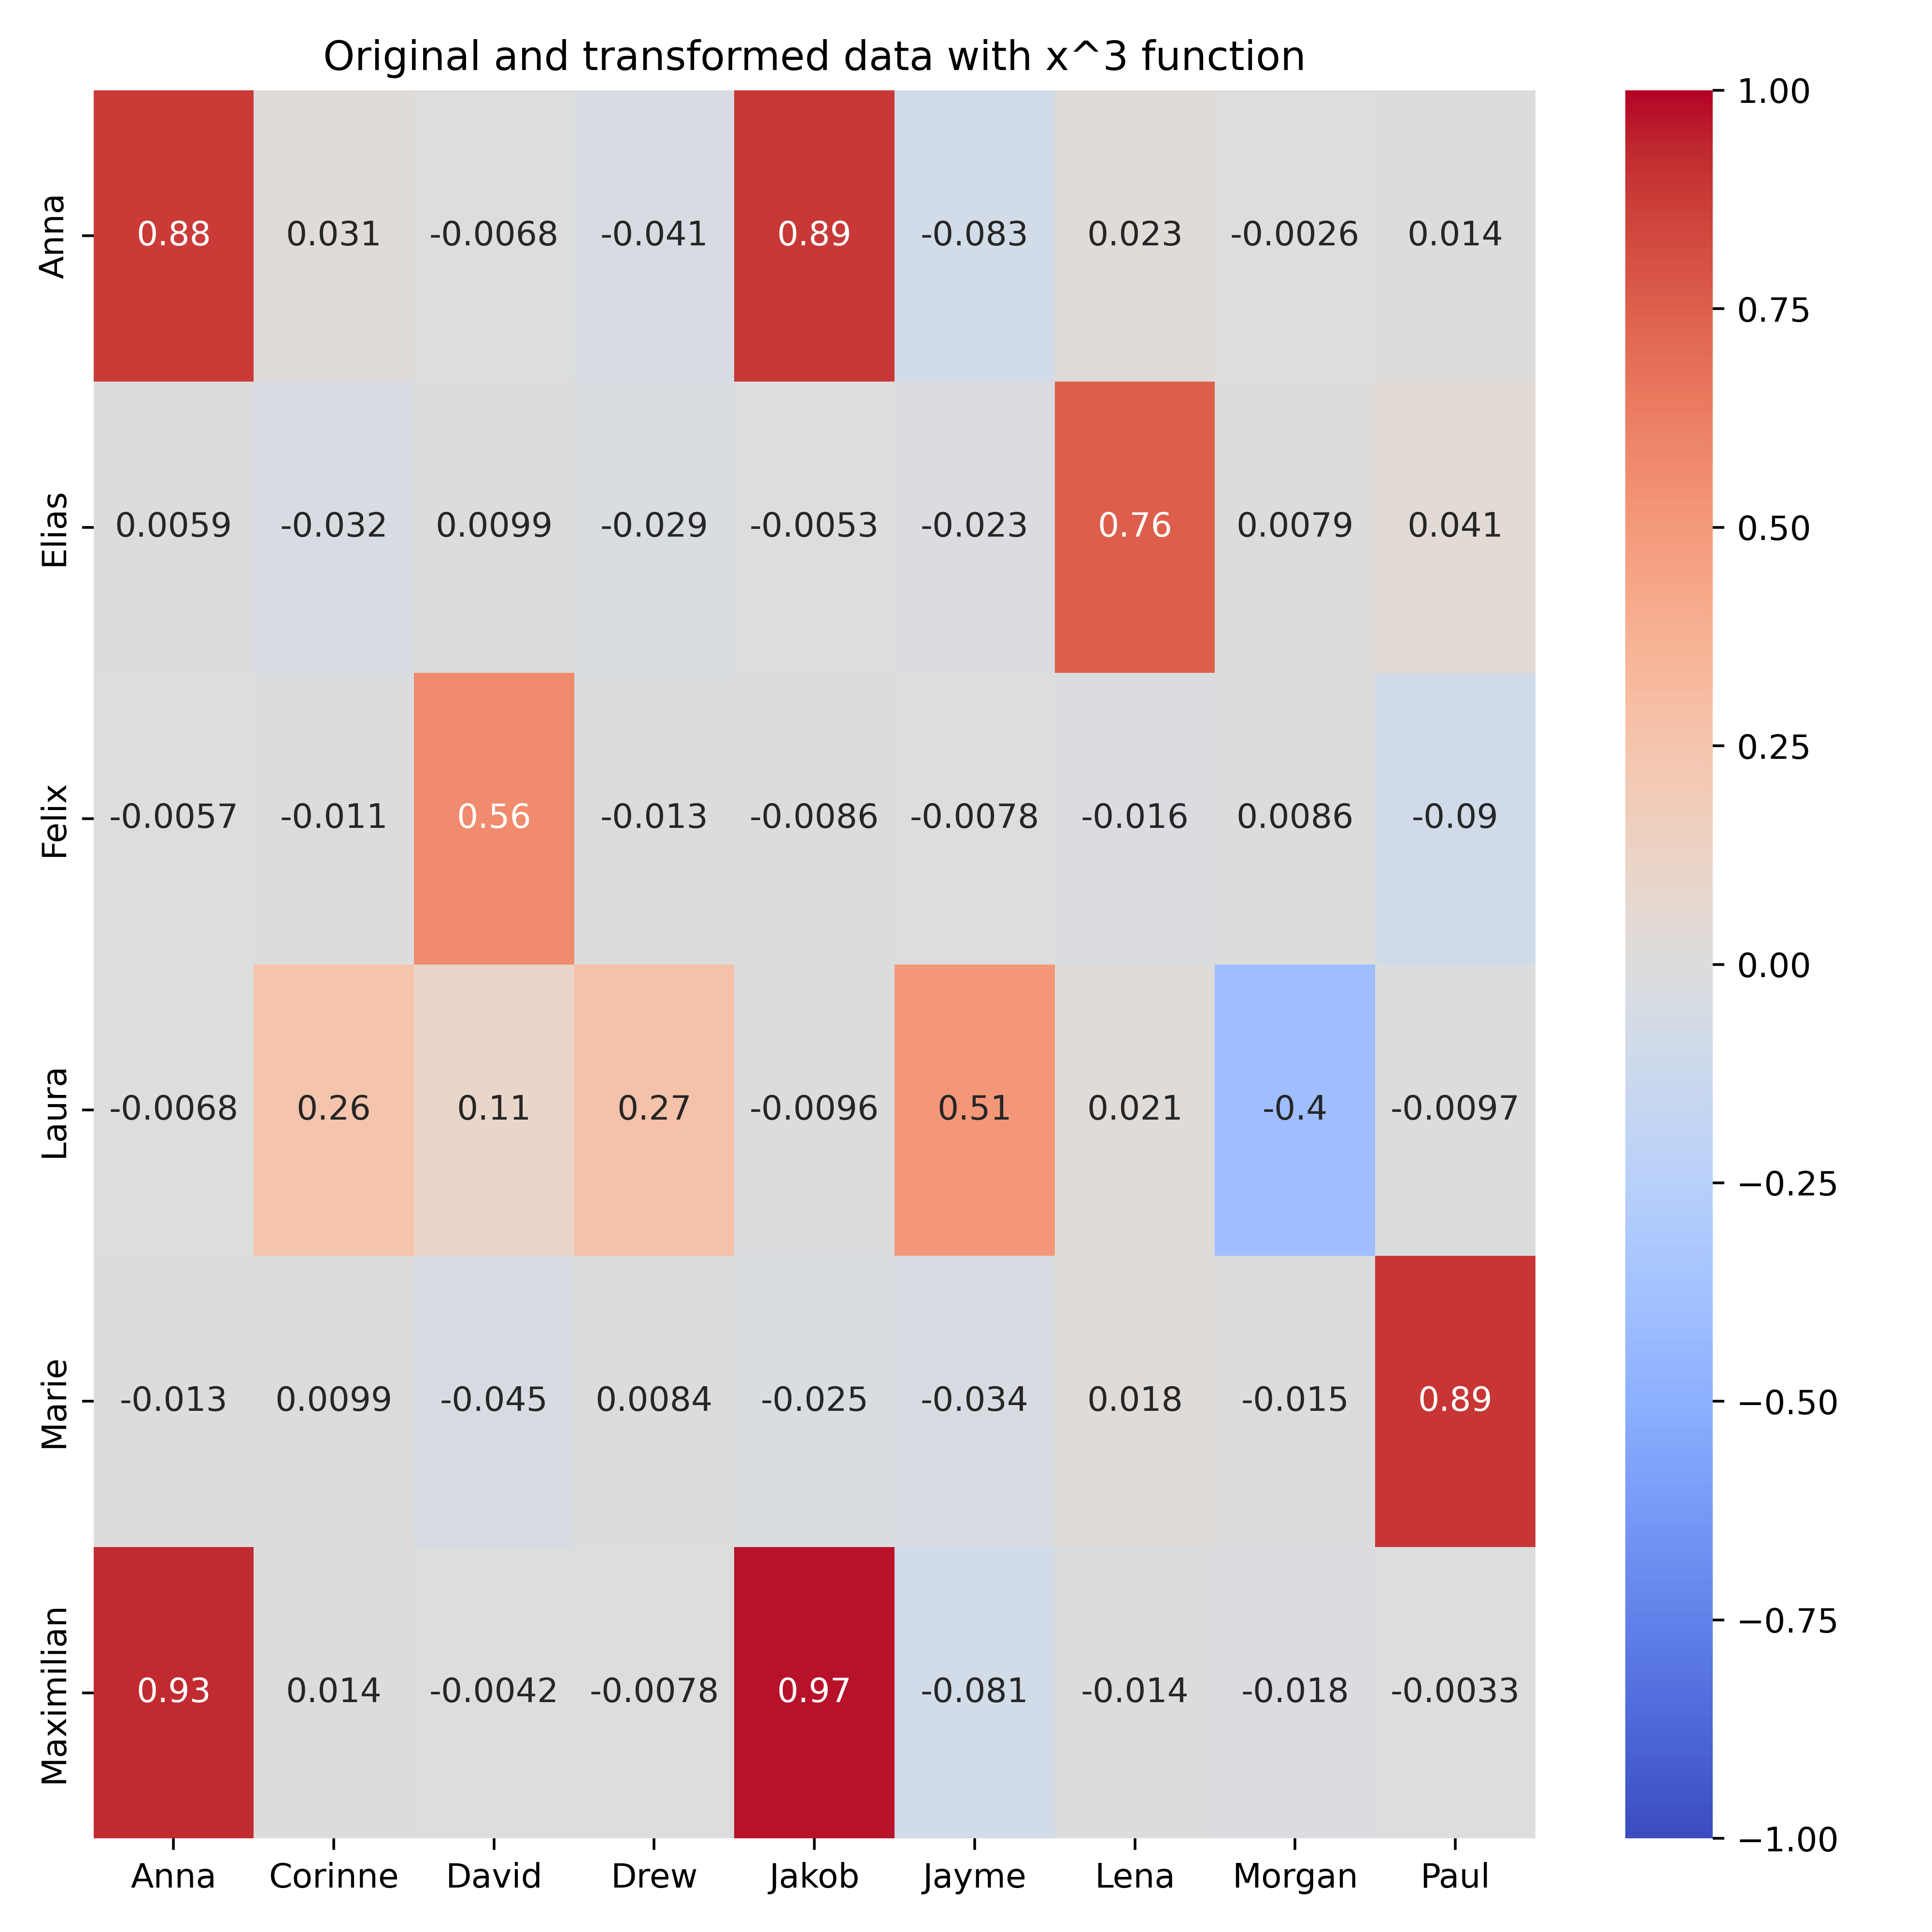 Original and transformed data with x^3 function
Anna 0.88 0.031 -0.0068 -0.041 0.89 -0.083 0.023 -0.0026 0.014
Elias 0.0059 -0.032 0.0099 -0.029 -0.0053 -0.023 0.76 0.0079 0.041
Felix -0.0057 -0.011 0.56 -0.013 -0.0086 -0.0078 -0.016 0.0086 -0.09
Laura -0.0068 0.26 0.11 0.27 -0.0096 0.51 0.021 -0.4 -0.0097
Marie -0.013 0.0099 -0.045 0.0084 -0.025 -0.034 0.018 -0.015 0.89
Maximilian 0.93 0.014 -0.0042 -0.0078 0.97 -0.081 -0.014 -0.018 -0.0033
Anna Corinne David Drew Jakob Jayme Lena Morgan Paul
1.00
0.75
0.50
0.25
0.00
−0.25
−0.50
−0.75
−1.00